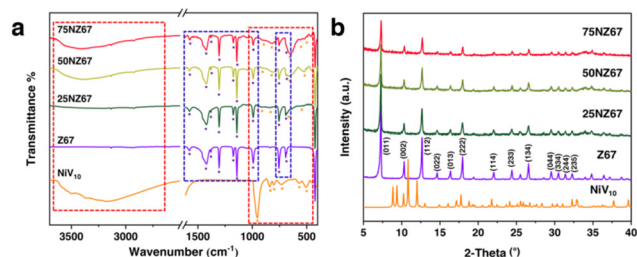 a
75NZ67
50NZ67
25NZ67
Z67
NiV10
Transmittance %
3500 3000 1500 1000 500
Wavenumber (cm-1)
b
75NZ67
50NZ67
25NZ67
Z67
NiV10
(011)
(002)
(112)
(022)
(013)
(222)
(114)
(233)
(134)
(044)
(334)
(244)
(235)
Intensity (a.u.)
5 10 15 20 25 30 35 40
2-Theta (°)